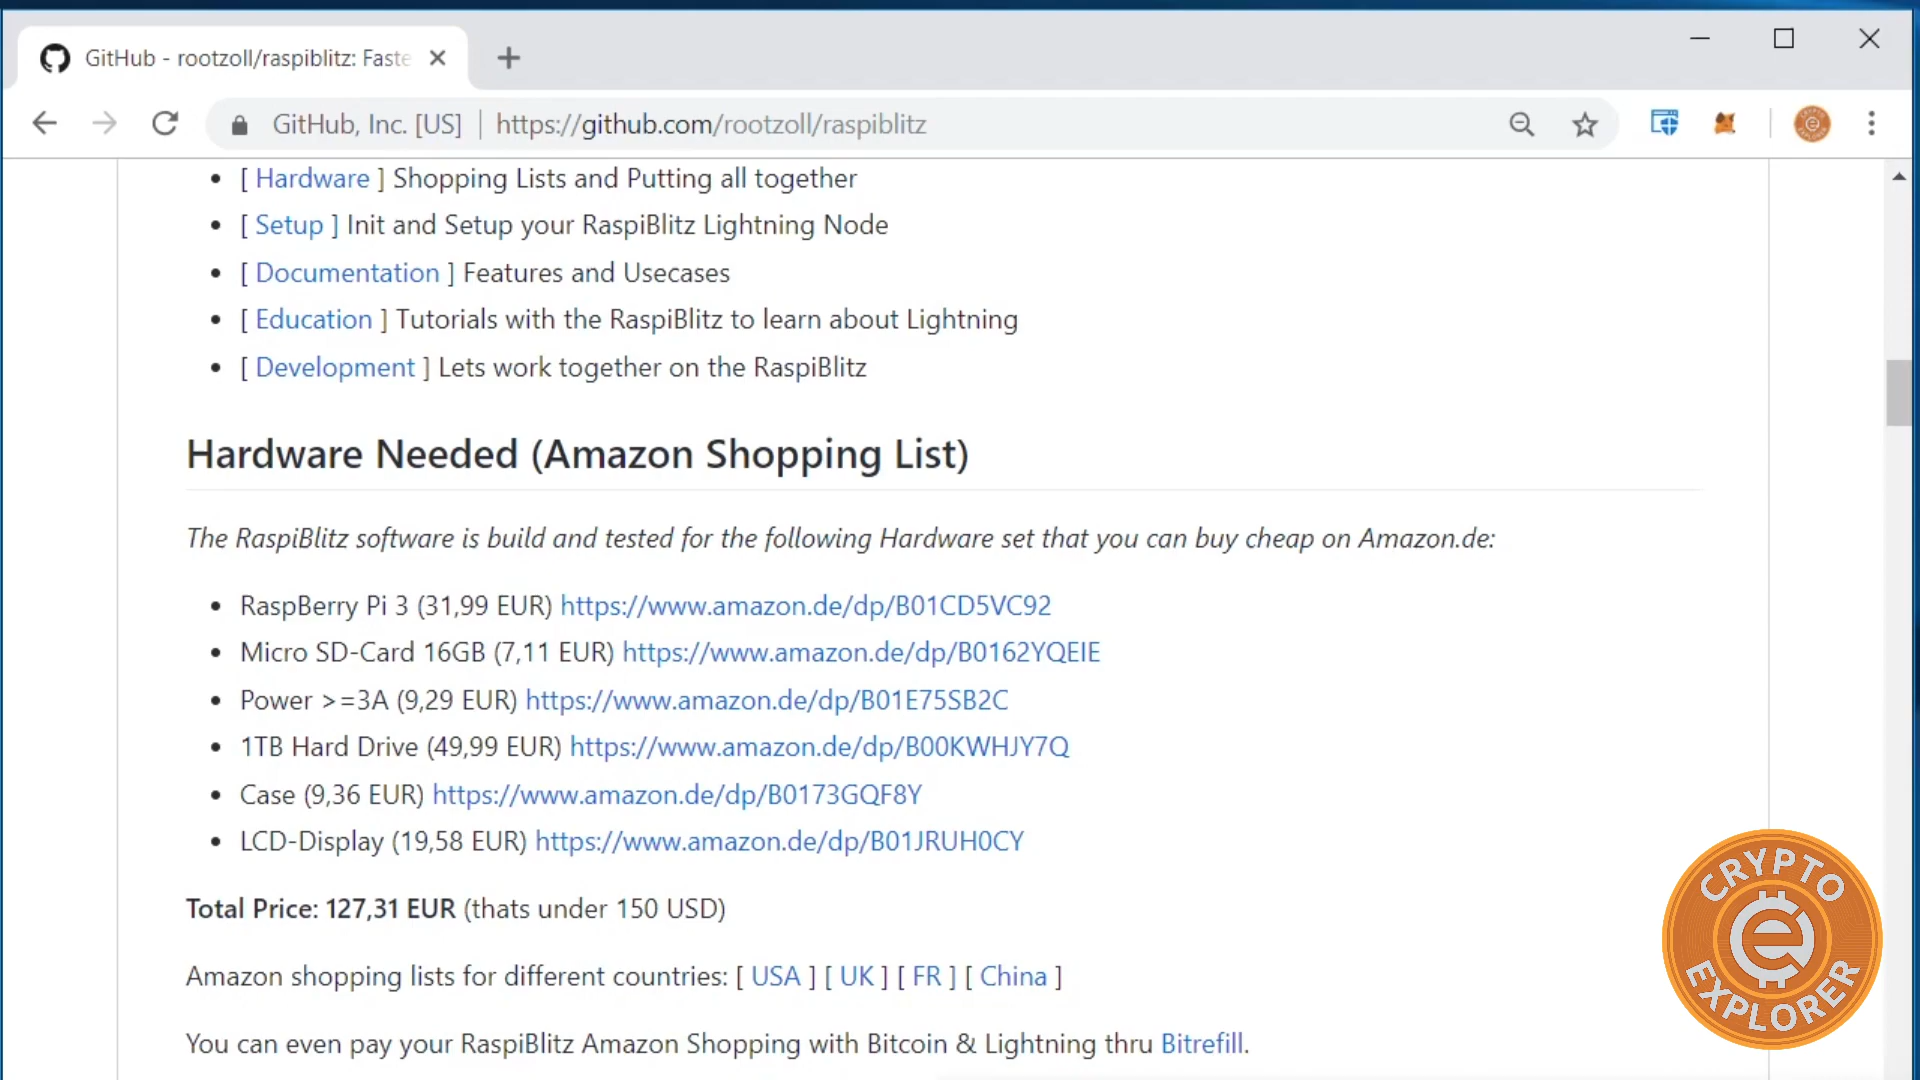 GitHub - rootzoll/raspiblitz: Faste
GitHub, Inc. [US] | https://github.com/rootzoll/raspiblitz
[ Hardware ] Shopping Lists and Putting all together
[ Setup ] Init and Setup your RaspiBlitz Lightning Node
[ Documentation ] Features and Usecases
[ Education ] Tutorials with the RaspiBlitz to learn about Lightning
[ Development ] Lets work together on the RaspiBlitz
Hardware Needed (Amazon Shopping List)
The RaspiBlitz software is build and tested for the following Hardware set that you can buy cheap on Amazon.de:
RaspBerry Pi 3 (31,99 EUR) https://www.amazon.de/dp/B01CD5VC92
Micro SD-Card 16GB (7,11 EUR) https://www.amazon.de/dp/B0162YQEIE
Power >=3A (9,29 EUR) https://www.amazon.de/dp/B01E75SB2C
1TB Hard Drive (49,99 EUR) https://www.amazon.de/dp/B00KWHJY7Q
Case (9,36 EUR) https://www.amazon.de/dp/B0173GQF8Y
LCD-Display (19,58 EUR) https://www.amazon.de/dp/B01JRUH0CY
Total Price: 127,31 EUR (thats under 150 USD)
Amazon shopping lists for different countries: [ USA ] [ UK ] [ FR ] [ China ]
You can even pay your RaspiBlitz Amazon Shopping with Bitcoin & Lightning thru Bitrefill.
CRYPTO
EXPLORER